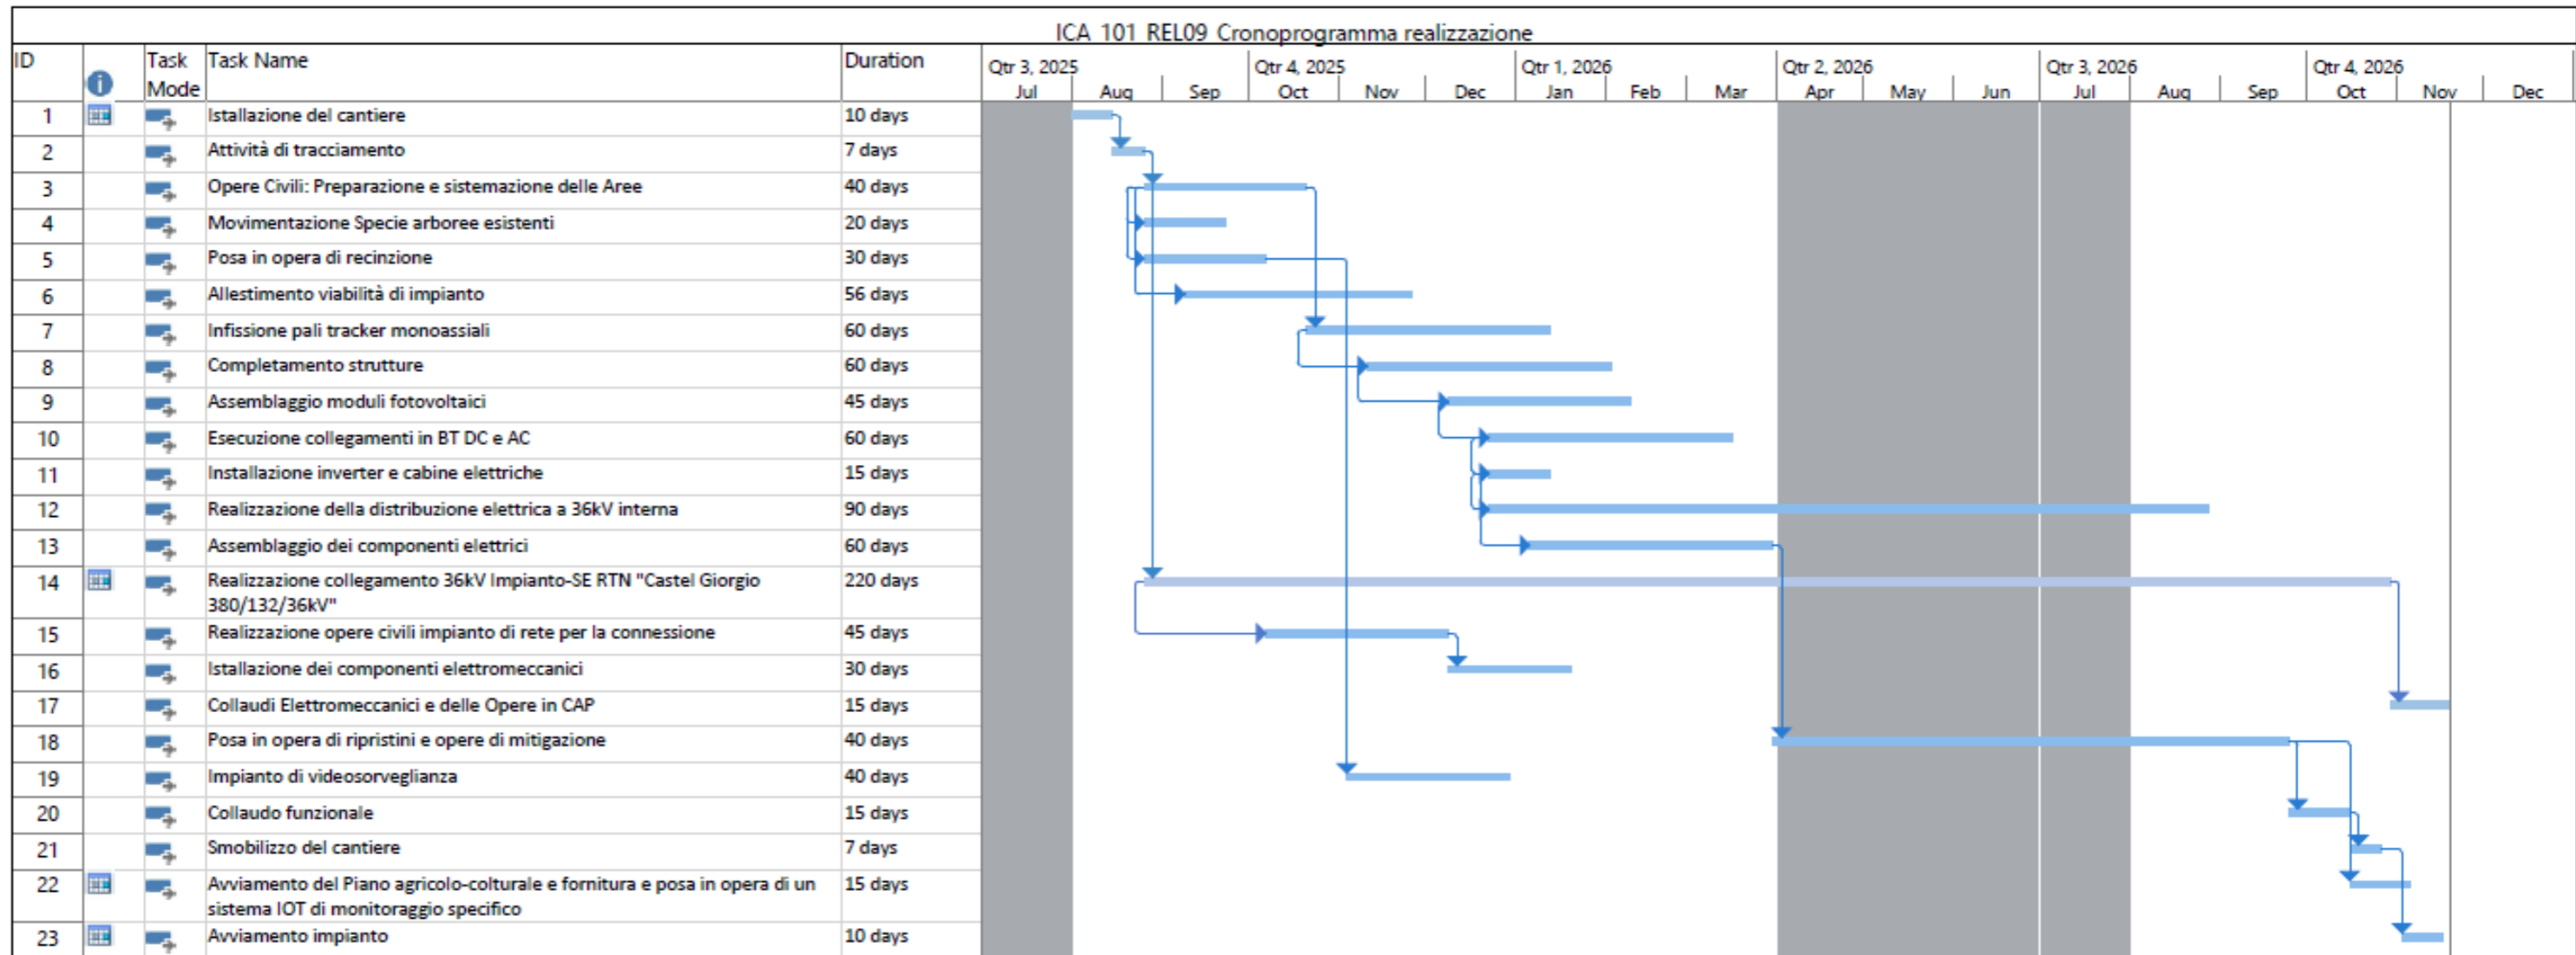 ICA_101_REL09_Cronoprogramma realizzazione
ID Task Mode Task Name Duration Qtr 3, 2025 Qtr 4, 2025 Qtr 1, 2026 Qtr 2, 2026 Qtr 3, 2026 Qtr 4, 2026
Jul Aug Sep Oct Nov Dec Jan Feb Mar Apr May Jun Jul Aug Sep Oct Nov Dec
1 Istallazione del cantiere 10 days
2 Attività di tracciamento 7 days
3 Opere Civili: Preparazione e sistemazione delle Aree 40 days
4 Movimentazione Specie arboree esistenti 20 days
5 Posa in opera di recinzione 30 days
6 Allestimento viabilità di impianto 56 days
7 Infissione pali tracker monoassiali 60 days
8 Completamento strutture 60 days
9 Assemblaggio moduli fotovoltaici 45 days
10 Esecuzione collegamenti in BT DC e AC 60 days
11 Installazione inverter e cabine elettriche 15 days
12 Realizzazione della distribuzione elettrica a 36kV interna 90 days
13 Assemblaggio dei componenti elettrici 60 days
14 Realizzazione collegamento 36kV Impianto-SE RTN "Castel Giorgio 220 days
380/132/36kV"
15 Realizzazione opere civili impianto di rete per la connessione 45 days
16 Istallazione dei componenti elettromeccanici 30 days
17 Collaudi Elettromeccanici e delle Opere in CAP 15 days
18 Posa in opera di ripristini e opere di mitigazione 40 days
19 Impianto di videosorveglianza 40 days
20 Collaudo funzionale 15 days
21 Smobilizzo del cantiere 7 days
22 Avviamento del Piano agricolo-colturale e fornitura e posa in opera di un 15 days
sistema IOT di monitoraggio specifico
23 Avviamento impianto 10 days